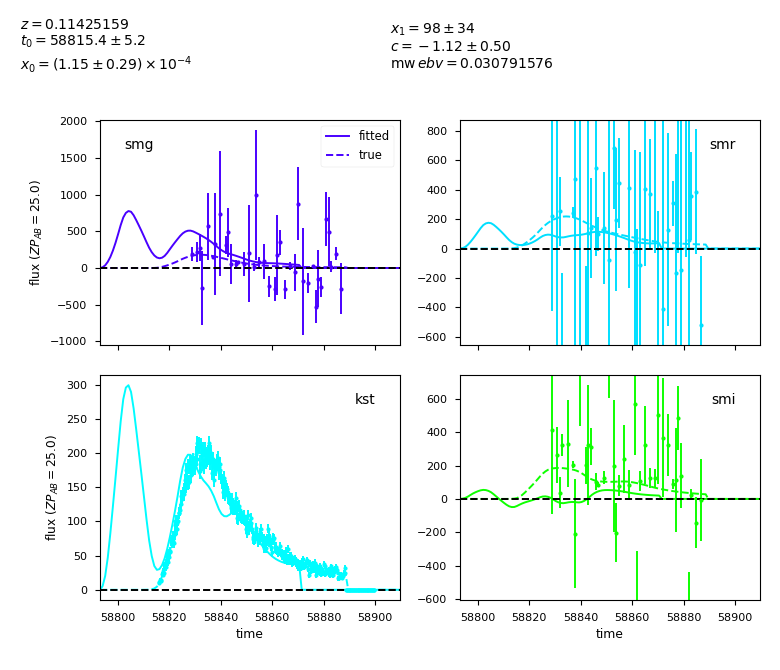 z = 0.11425159
t₀ = 58815.4 ± 5.2
x₀ = (1.15 ± 0.29) × 10⁻⁴
x₁ = 98 ± 34
c = −1.12 ± 0.50
mw ebv = 0.030791576
smg
fitted
true
2000
1500
1000
500
0
−500
−1000
flux (ZP_AB = 25.0)
smr
800
600
400
200
0
−200
−400
−600
kst
300
250
200
150
100
50
0
flux (ZP_AB = 25.0)
58800 58820 58840 58860 58880 58900
time
smi
600
400
200
0
−200
−400
−600
58800 58820 58840 58860 58880 58900
time